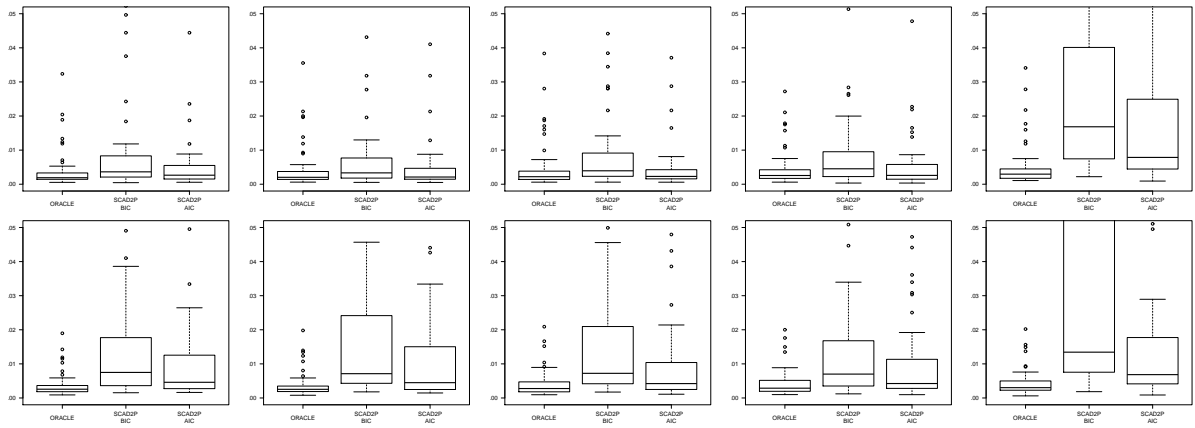 .05 .05 .05 .05 .05
.04 .04 .04 .04 .04
.03 .03 .03 .03 .03
.02 .02 .02 .02 .02
.01 .01 .01 .01 .01
.00 .00 .00 .00 .00
ORACLE SCAD2P SCAD2P ORACLE SCAD2P SCAD2P ORACLE SCAD2P SCAD2P ORACLE SCAD2P SCAD2P ORACLE SCAD2P SCAD2P
BIC AIC BIC AIC BIC AIC BIC AIC BIC AIC
.05 .05 .05 .05 .05
.04 .04 .04 .04 .04
.03 .03 .03 .03 .03
.02 .02 .02 .02 .02
.01 .01 .01 .01 .01
.00 .00 .00 .00 .00
ORACLE SCAD2P SCAD2P ORACLE SCAD2P SCAD2P ORACLE SCAD2P SCAD2P ORACLE SCAD2P SCAD2P ORACLE SCAD2P SCAD2P
BIC AIC BIC AIC BIC AIC BIC AIC BIC AIC